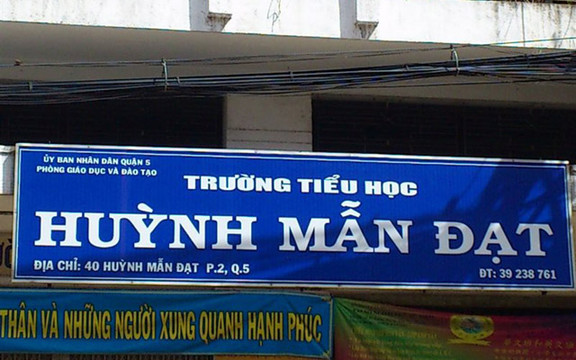 ỦY BAN NHÂN DÂN QUẬN 5
PHÒNG GIÁO DỤC VÀ ĐÀO TẠO
TRƯỜNG TIỂU HỌC
HUỲNH MẪN ĐẠT
ĐỊA CHỈ: 40 HUỲNH MẪN ĐẠT P.2, Q.5
ĐT: 39 238 761
THÂN VÀ NHỮNG NGƯỜI XUNG QUANH HẠNH PHÚC